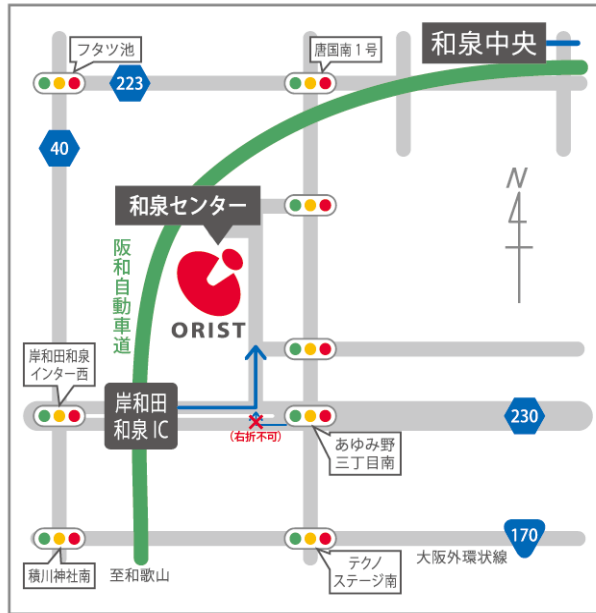 フタツ池
唐国南1号
和泉中央
223
40
N
和泉センター
阪和自動車道
ORIST
岸和田和泉
インター西
岸和田
和泉IC
(右折不可)
あゆみ野
三丁目南
230
170
積川神社南
至和歌山
テクノ
ステージ南
大阪外環状線